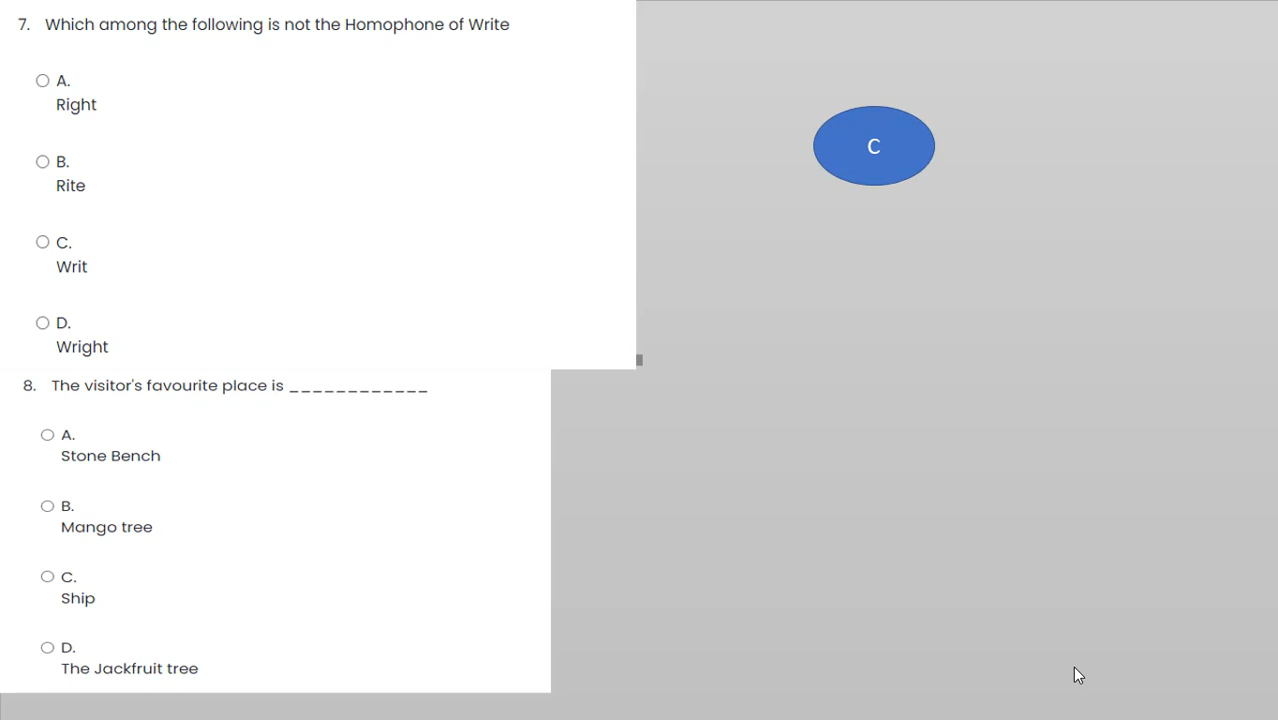 7. Which among the following is not the Homophone of Write
A.
Right
B.
Rite
C.
Writ
D.
Wright
C
8. The visitor's favourite place is ____________
A.
Stone Bench
B.
Mango tree
C.
Ship
D.
The Jackfruit tree